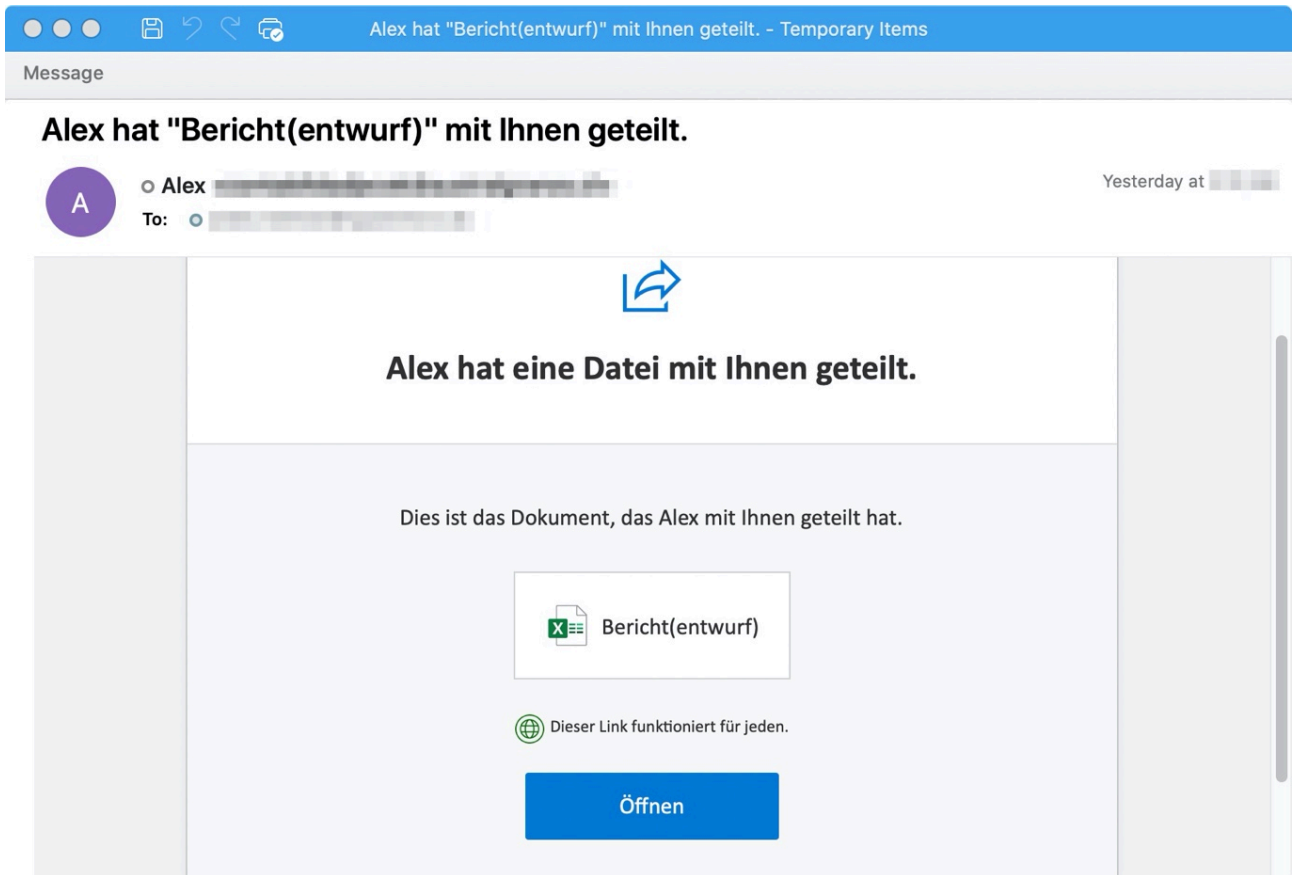 Alex hat "Bericht(entwurf)" mit Ihnen geteilt. - Temporary Items
Message
Alex hat "Bericht(entwurf)" mit Ihnen geteilt.
A
Alex
Yesterday at
To:
Alex hat eine Datei mit Ihnen geteilt.
Dies ist das Dokument, das Alex mit Ihnen geteilt hat.
Bericht(entwurf)
Dieser Link funktioniert für jeden.
Öffnen